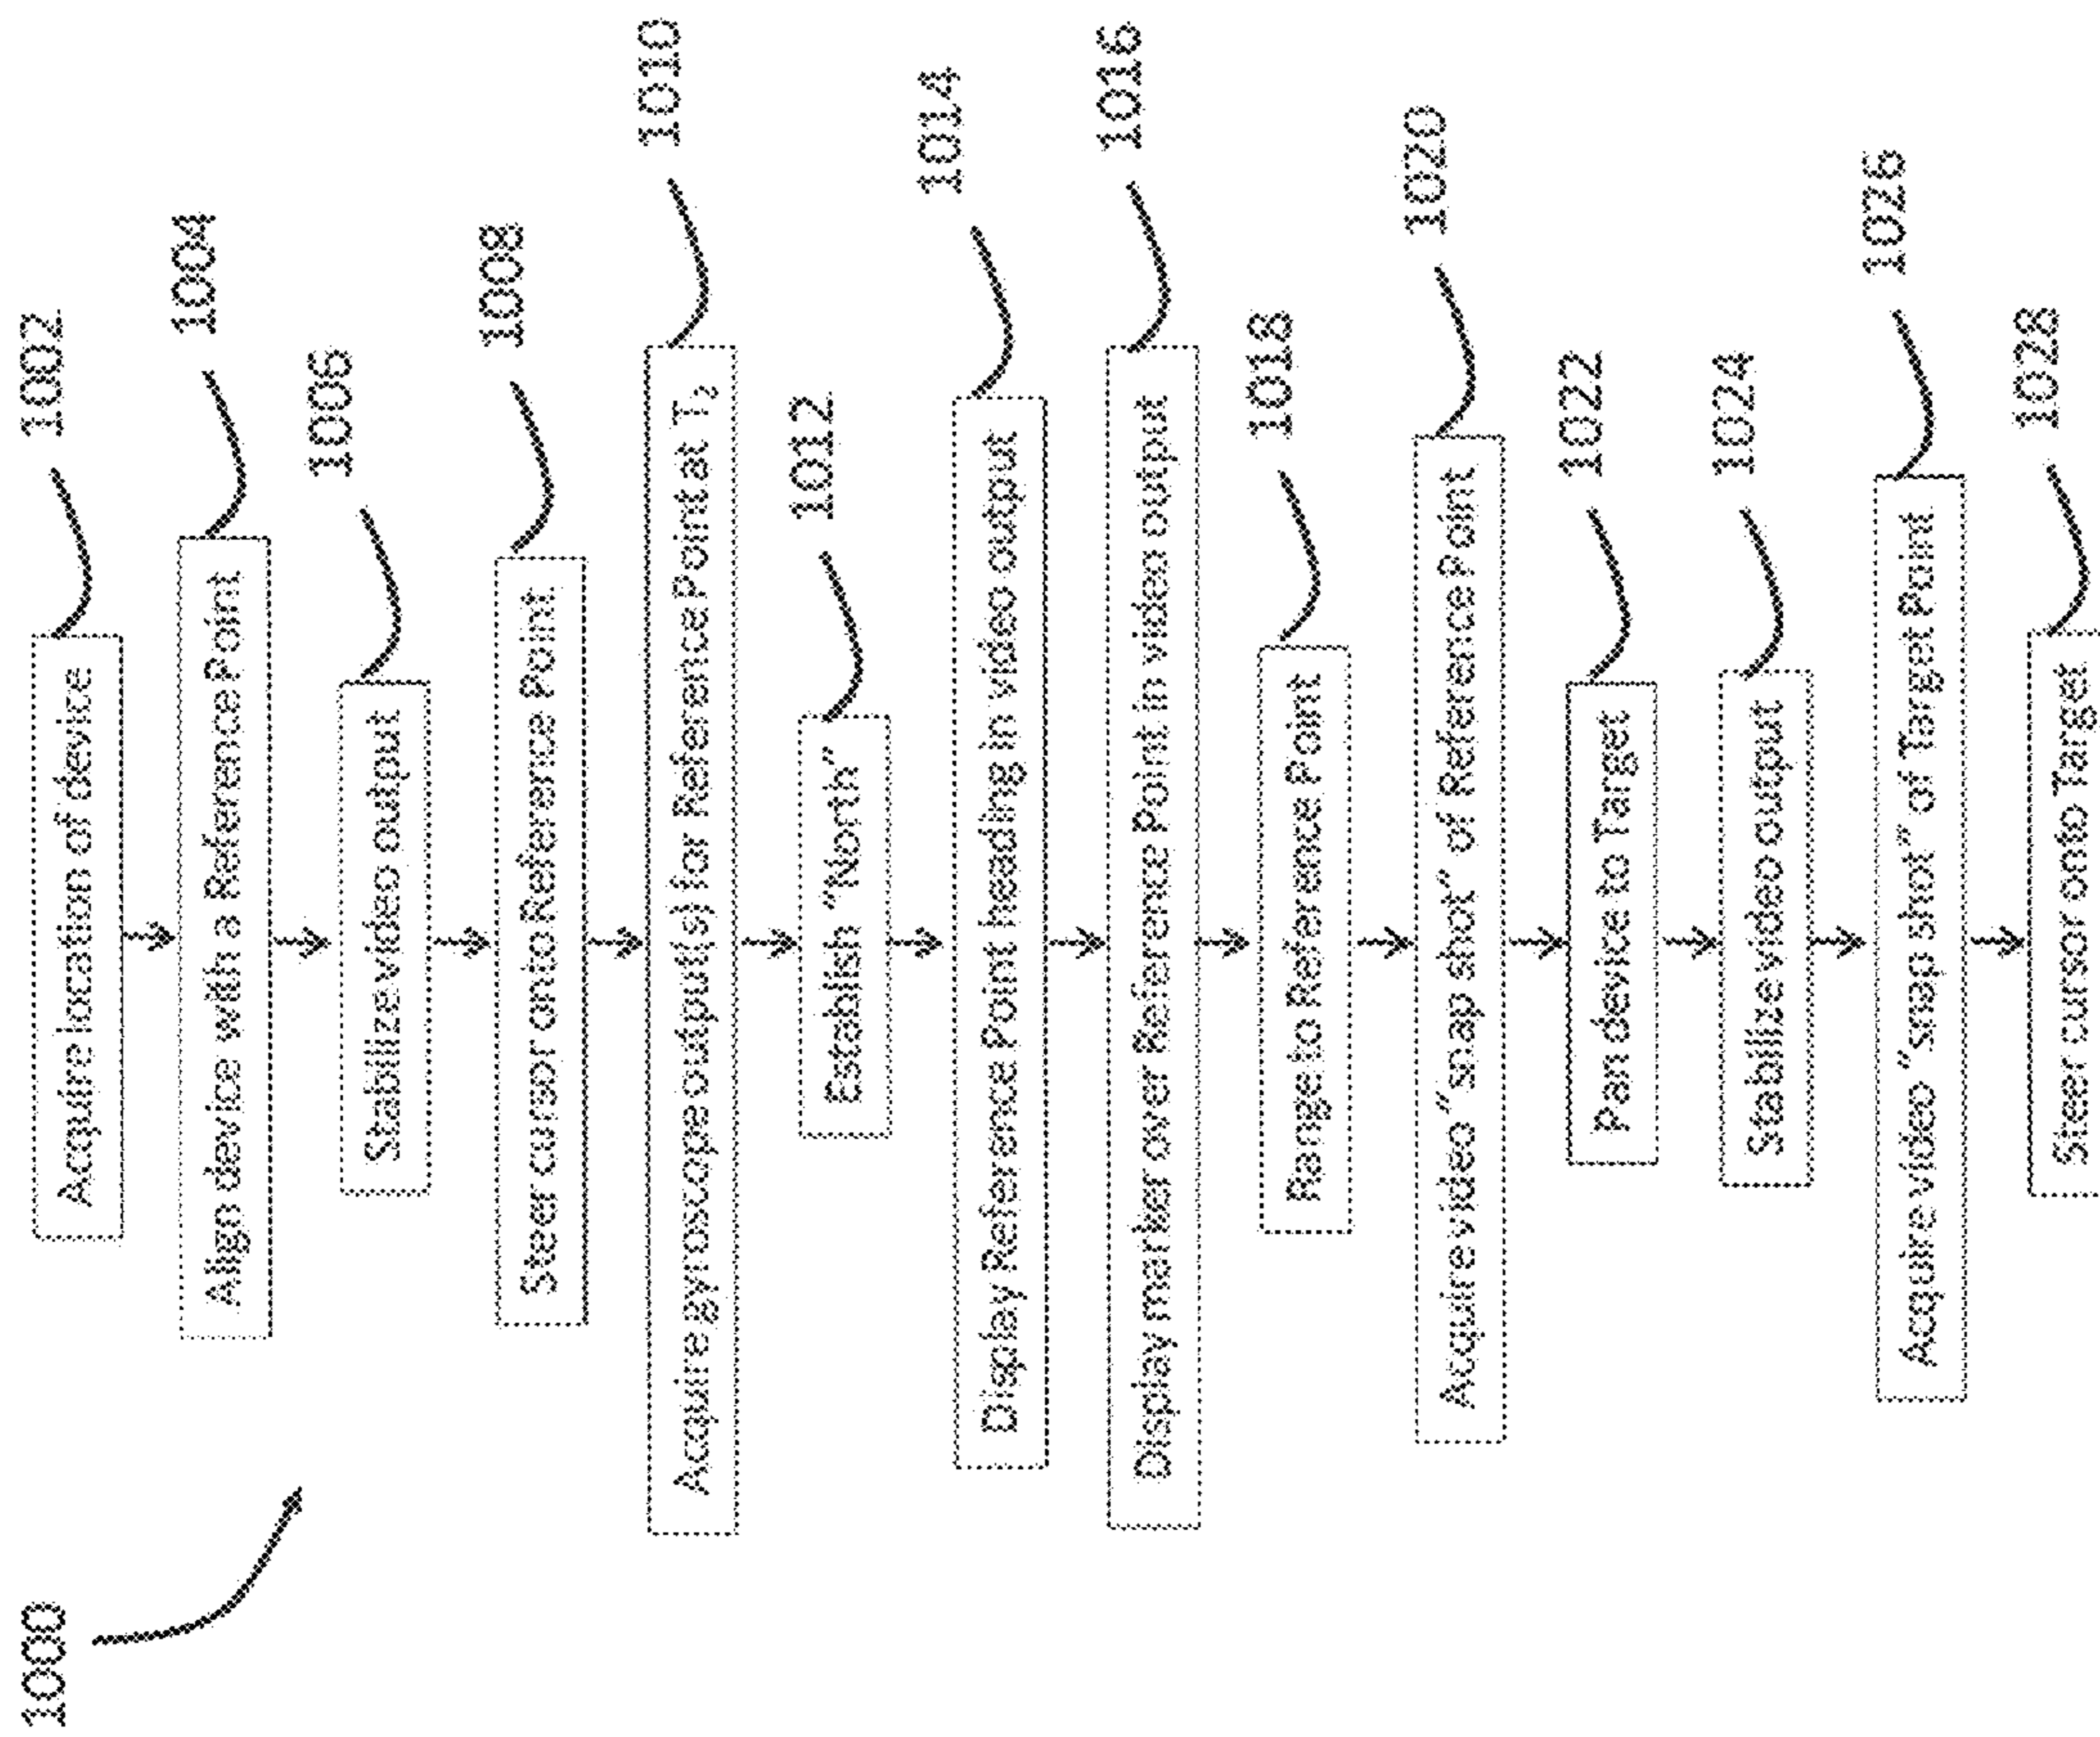 1000
Acquire location of device
1002
Align device with a Reference Point
1004
Stabilize video output
1006
Steer cursor onto Reference Point
1008
Acquire gyroscope output(s) for Reference Point at T₂
1010
Establish “North”
1012
Display Reference Point heading in video output
1014
Display marker over Reference Point in video output
1016
Range to Reference Point
1018
Acquire video “snap shot” of Reference Point
1020
Pan device to Target
1022
Stabilize video output
1024
Acquire video “snap shot” of Target Point
1026
Steer cursor onto Target
1028